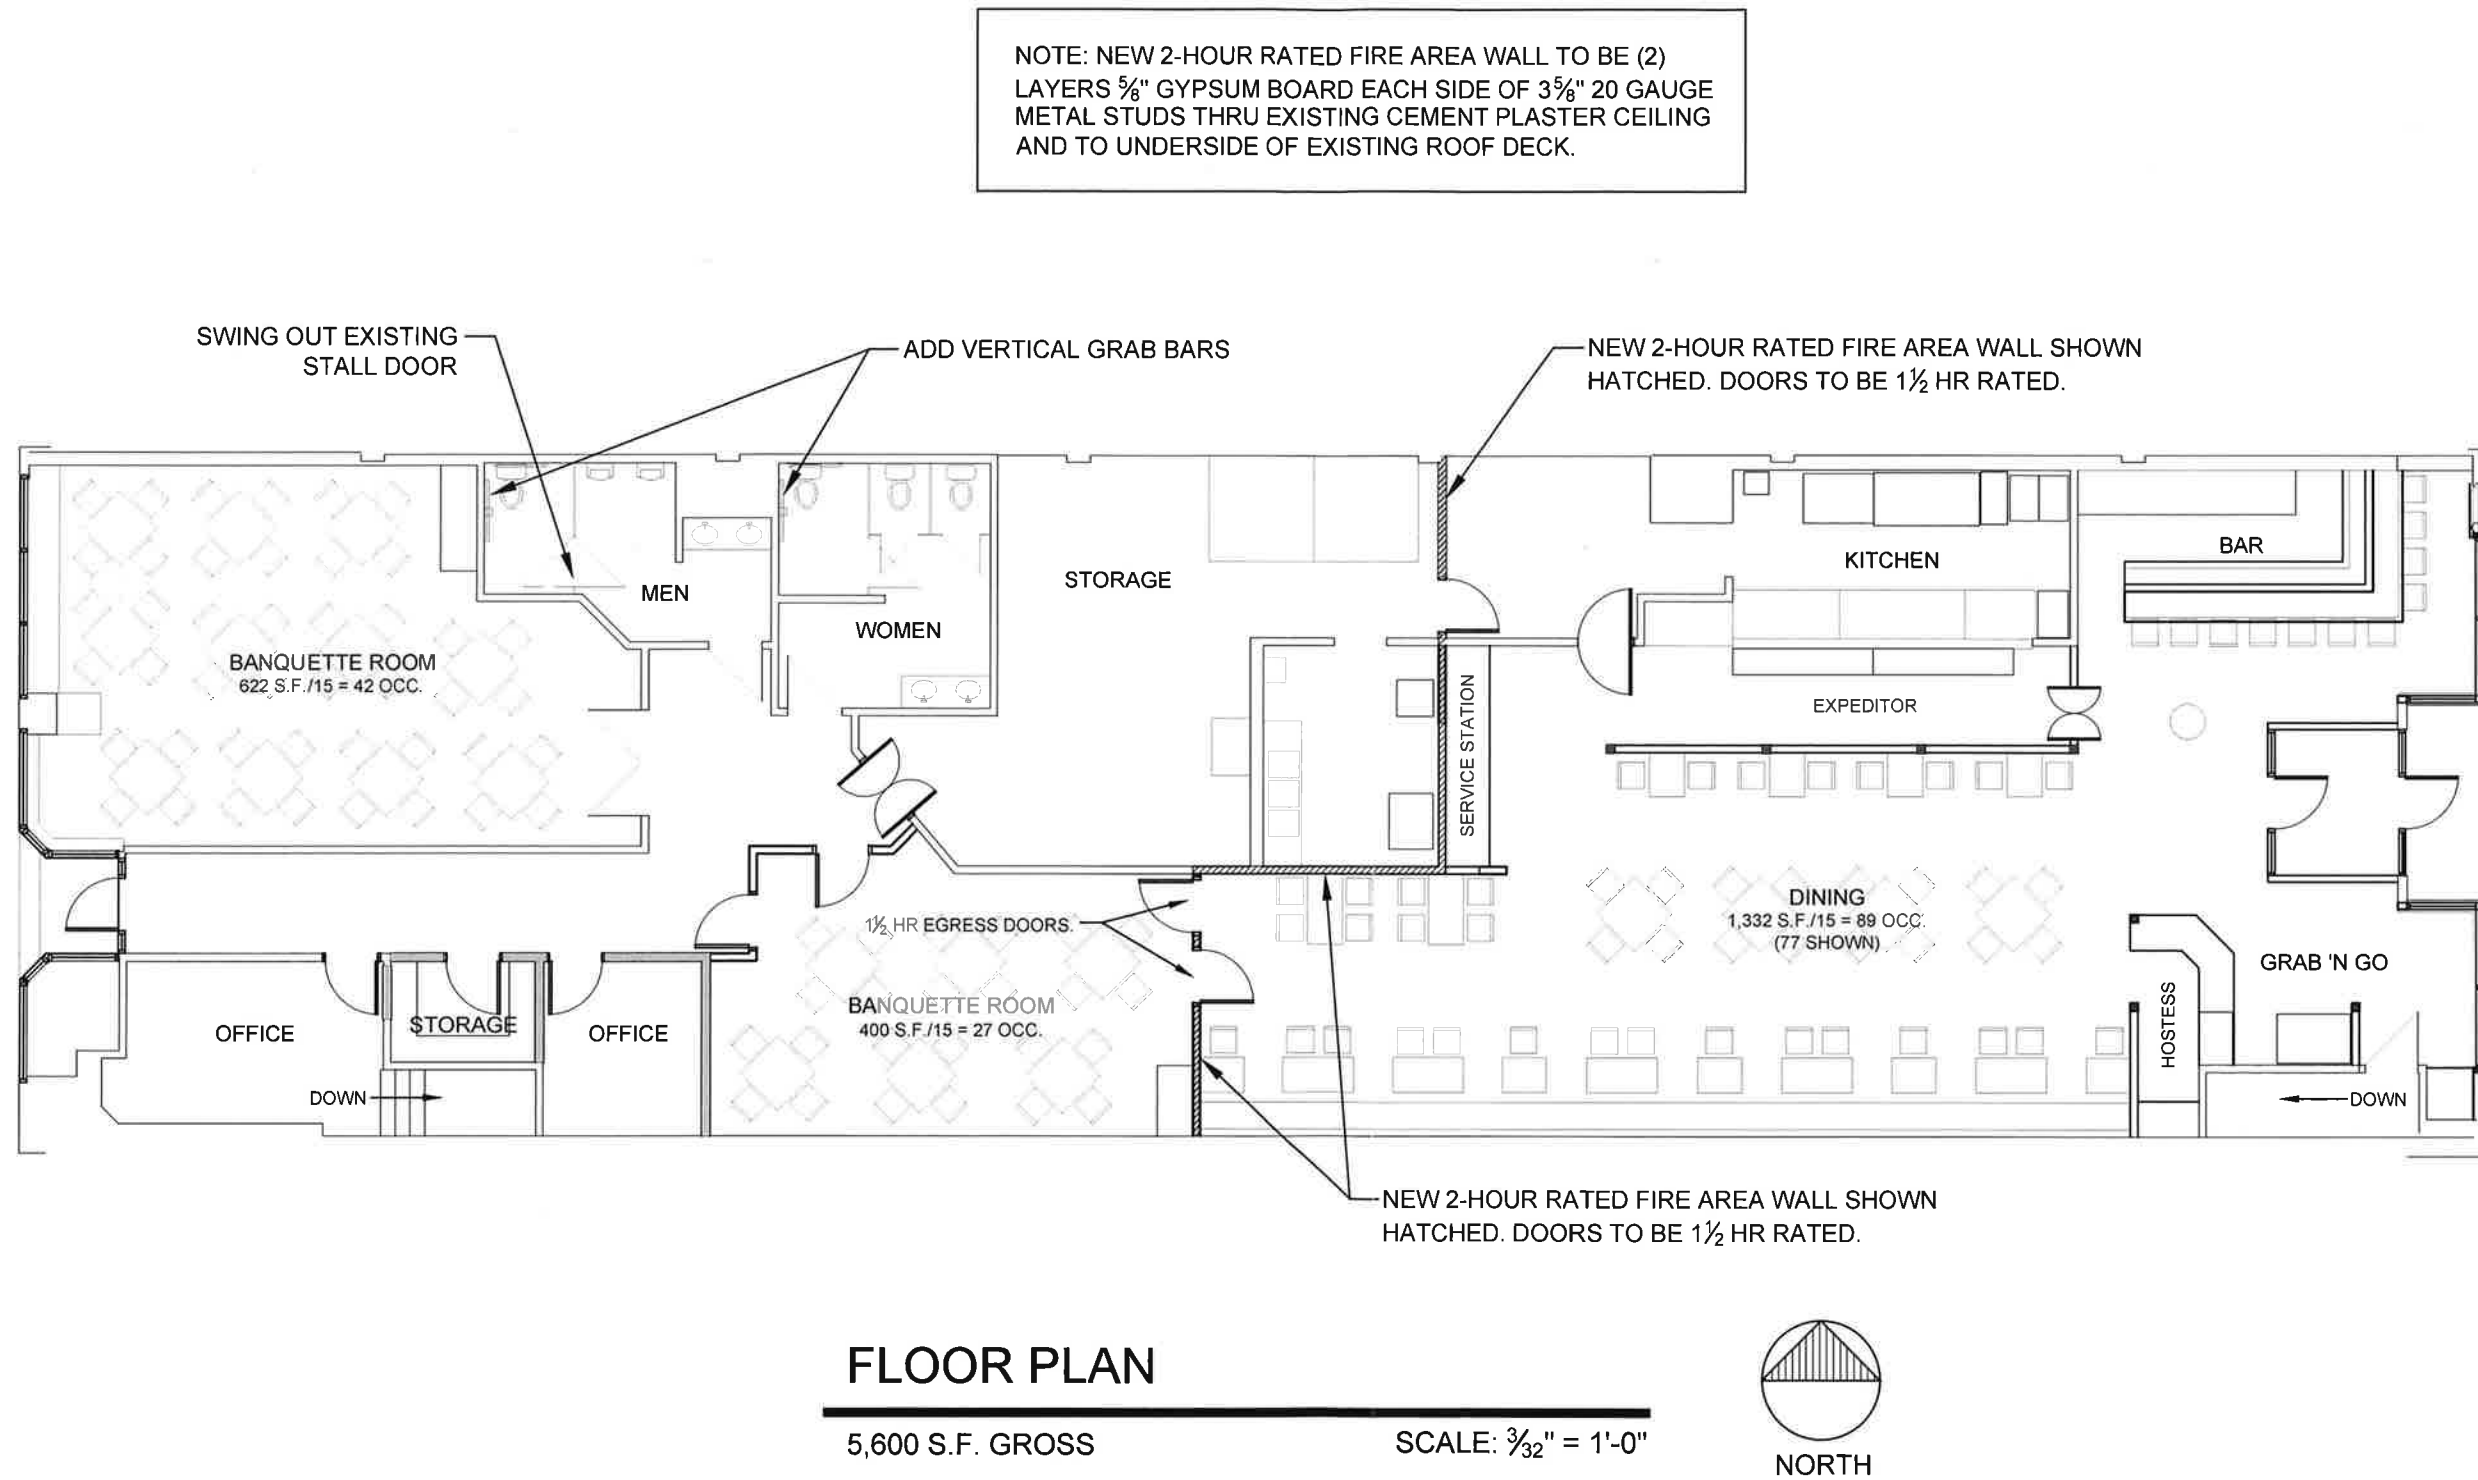 NOTE: NEW 2-HOUR RATED FIRE AREA WALL TO BE (2)
LAYERS ⅝" GYPSUM BOARD EACH SIDE OF 3⅝" 20 GAUGE
METAL STUDS THRU EXISTING CEMENT PLASTER CEILING
AND TO UNDERSIDE OF EXISTING ROOF DECK.
SWING OUT EXISTING
STALL DOOR
ADD VERTICAL GRAB BARS
NEW 2-HOUR RATED FIRE AREA WALL SHOWN
HATCHED. DOORS TO BE 1½ HR RATED.
BANQUETTE ROOM
622 S.F./15 = 42 OCC.
MEN
WOMEN
STORAGE
SERVICE STATION
KITCHEN
EXPEDITOR
BAR
DINING
1,332 S.F./15 = 89 OCC.
(77 SHOWN)
1½ HR EGRESS DOORS.
BANQUETTE ROOM
400 S.F./15 = 27 OCC.
OFFICE
STORAGE
OFFICE
DOWN
HOSTESS
GRAB 'N GO
DOWN
NEW 2-HOUR RATED FIRE AREA WALL SHOWN
HATCHED. DOORS TO BE 1½ HR RATED.
FLOOR PLAN
5,600 S.F. GROSS
SCALE: 3⁄32" = 1'-0"
NORTH